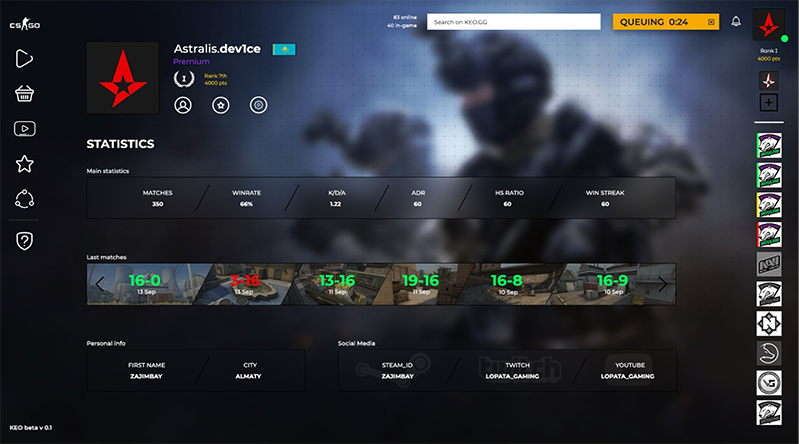 CS GO
83 online
40 in-game
Search on KEO.GG
QUEUING 0:24
Astralis.dev1ce
Premium
I
Rank 7th
4000 pts
Rank I
4000 pts
STATISTICS
Main statistics
MATCHES WINRATE K/D/A ADR HS RATIO WIN STREAK
350 66% 1.22 60 60 60
Last matches
16-0 3-16 13-16 19-16 16-8 16-9
13 Sep 13 Sep 11 Sep 11 Sep 10 Sep 10 Sep
Personal info Social Media
FIRST NAME CITY STEAM_ID TWITCH YOUTUBE
ZAJIMBAY ALMATY ZAJIMBAY LOPATA_GAMING LOPATA_GAMING
twitch
NAVI
VG
KEO beta v 0.1